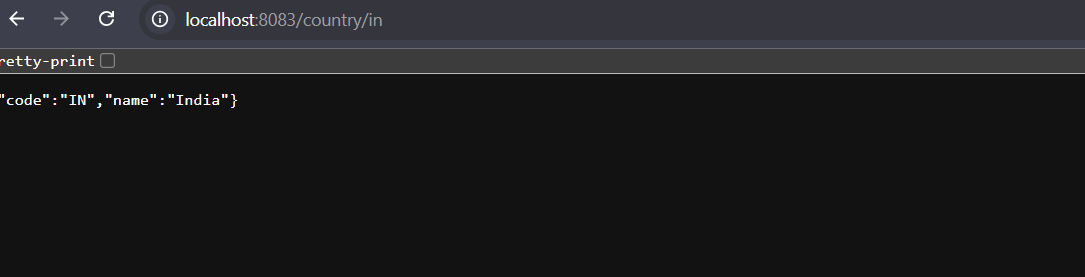 localhost:8083/country/in
retty-print
"code":"IN","name":"India"}